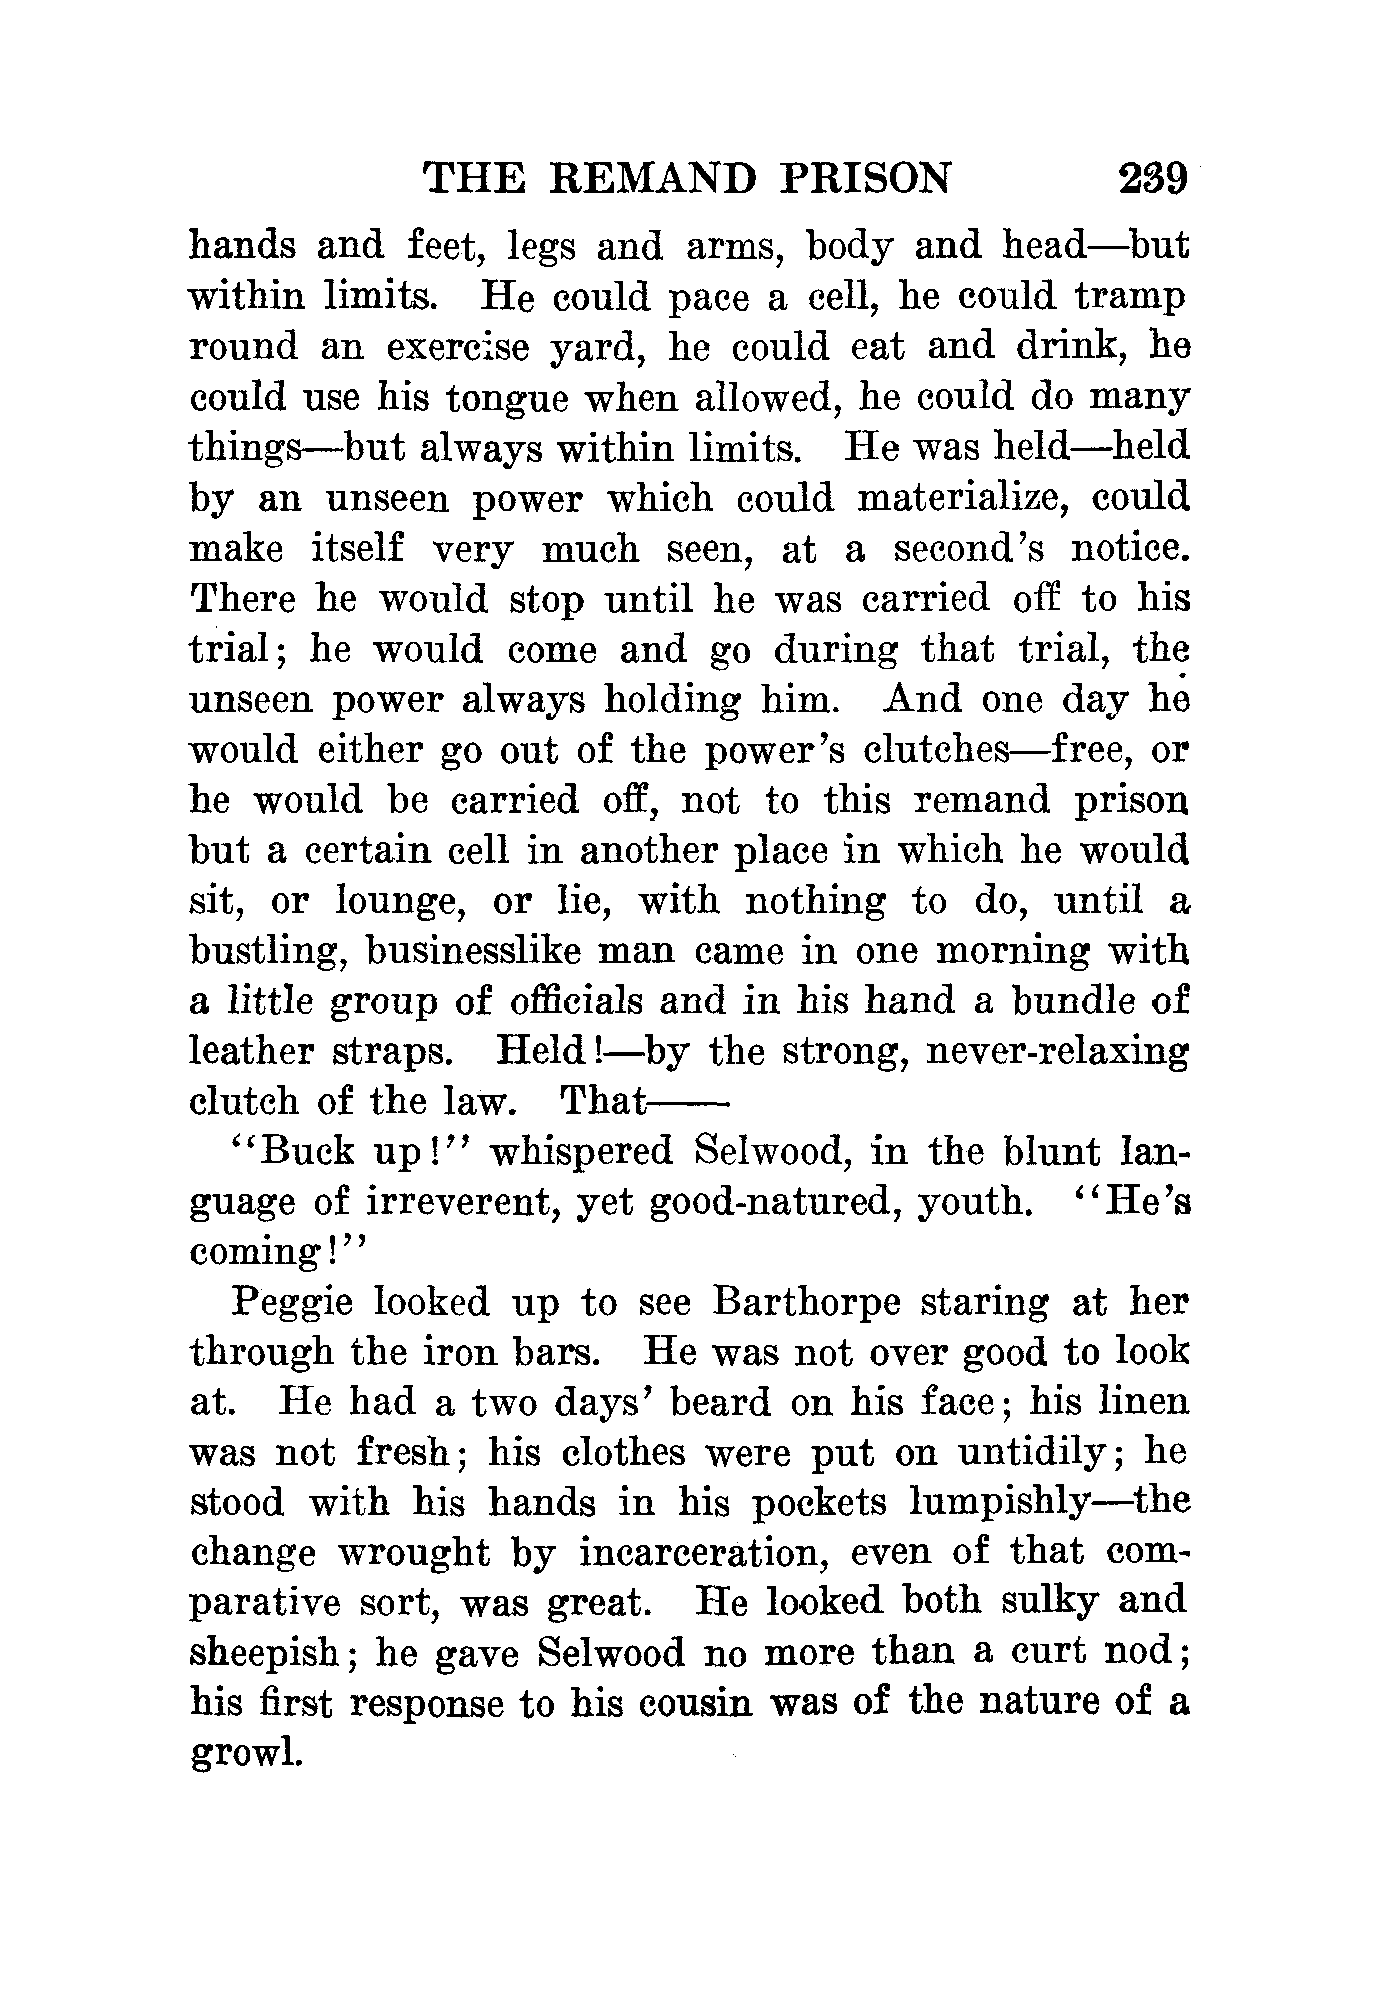 THE REMAND PRISON 239
hands and feet, legs and arms, body and head—but
within limits. He could pace a cell, he could tramp
round an exercise yard, he could eat and drink, he
could use his tongue when allowed, he could do many
things—but always within limits. He was held—held
by an unseen power which could materialize, could
make itself very much seen, at a second's notice.
There he would stop until he was carried off to his
trial; he would come and go during that trial, the
unseen power always holding him. And one day he
would either go out of the power's clutches—free, or
he would be carried off, not to this remand prison
but a certain cell in another place in which he would
sit, or lounge, or lie, with nothing to do, until a
bustling, businesslike man came in one morning with
a little group of officials and in his hand a bundle of
leather straps. Held!—by the strong, never-relaxing
clutch of the law. That——
"Buck up!" whispered Selwood, in the blunt lan-
guage of irreverent, yet good-natured, youth. "He's
coming!"
Peggie looked up to see Barthorpe staring at her
through the iron bars. He was not over good to look
at. He had a two days' beard on his face; his linen
was not fresh; his clothes were put on untidily; he
stood with his hands in his pockets lumpishly—the
change wrought by incarceration, even of that com-
parative sort, was great. He looked both sulky and
sheepish; he gave Selwood no more than a curt nod;
his first response to his cousin was of the nature of a
growl.